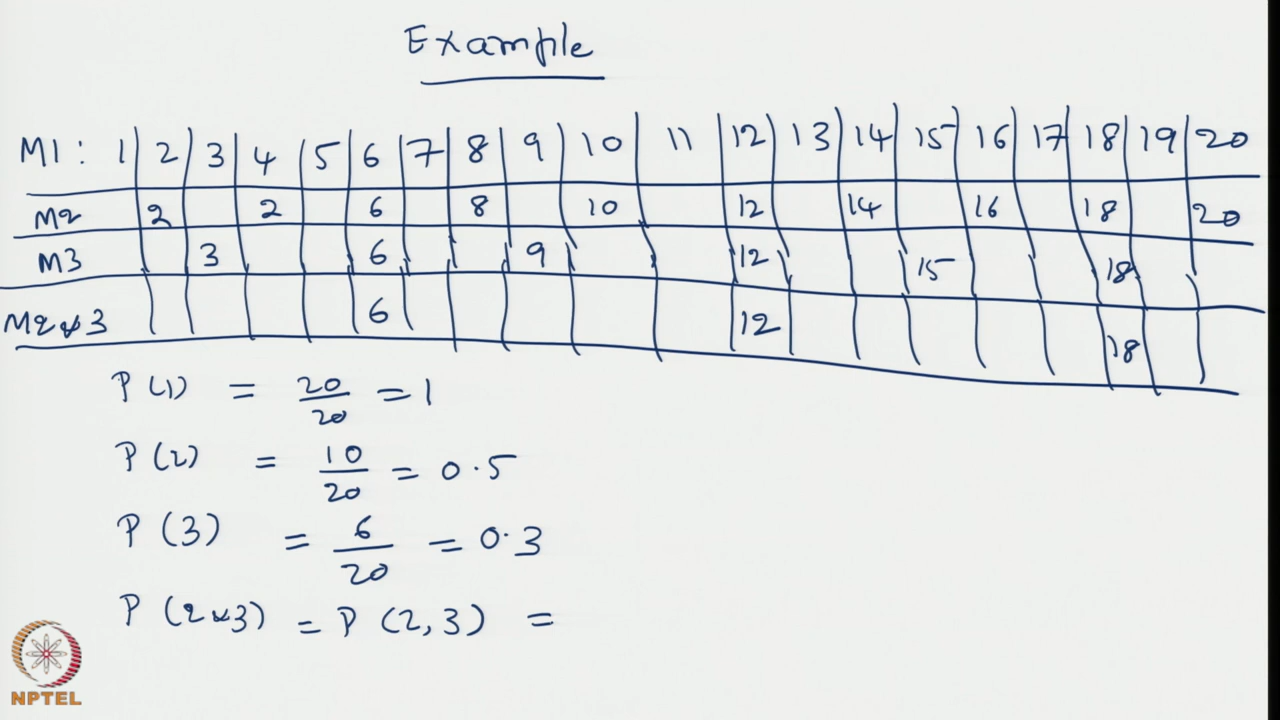 Example
M1 : 1 2 3 4 5 6 7 8 9 10 11 12 13 14 15 16 17 18 19 20
M2 2 2 6 8 10 12 14 16 18 20
M3 3 6 9 12 15 18
M2&3 6 12 18
P(1) = 20/20 = 1
P(2) = 10/20 = 0.5
P(3) = 6/20 = 0.3
P(2&3) = P(2,3) =
NPTEL